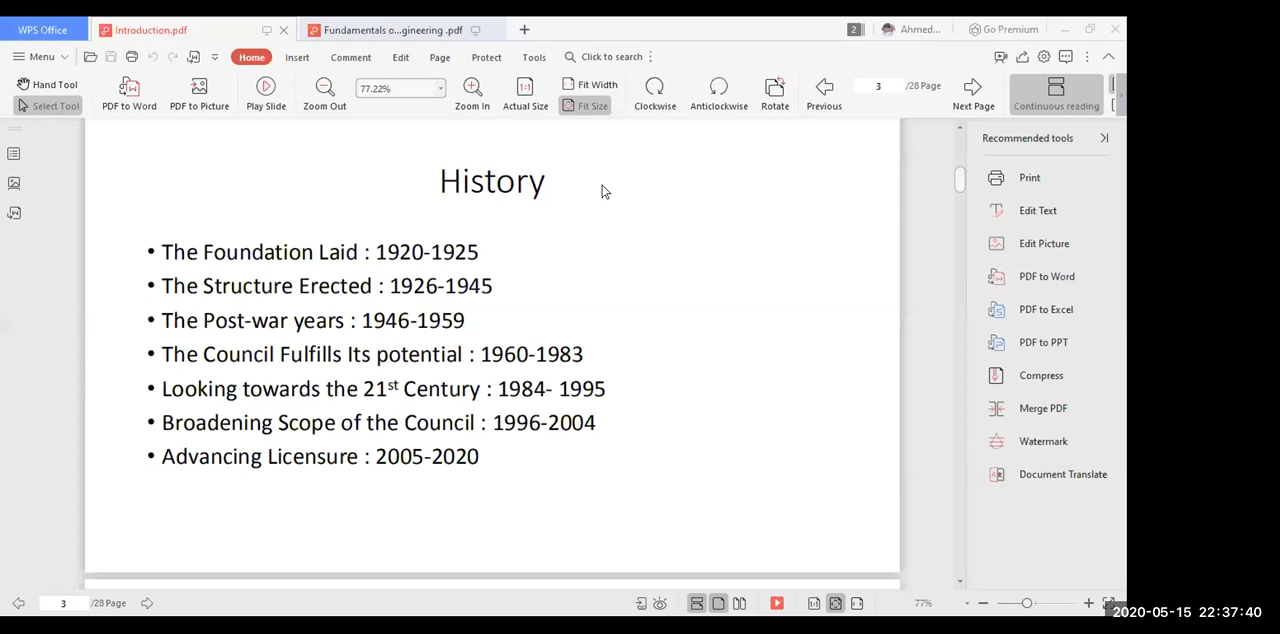 WPS Office
Introduction.pdf
Fundamentals o...gineering .pdf
2
Ahmed...
Go Premium
Menu
Home
Insert
Comment
Edit
Page
Protect
Tools
Click to search
Hand Tool
Select Tool
PDF to Word
PDF to Picture
Play Slide
Zoom Out
77.22%
Zoom In
1:1
Actual Size
Fit Width
Fit Size
Clockwise
Anticlockwise
Rotate
Previous
3
/28 Page
Next Page
Continuous reading
History
• The Foundation Laid : 1920-1925
• The Structure Erected : 1926-1945
• The Post-war years : 1946-1959
• The Council Fulfills Its potential : 1960-1983
• Looking towards the 21st Century : 1984- 1995
• Broadening Scope of the Council : 1996-2004
• Advancing Licensure : 2005-2020
Recommended tools
Print
Edit Text
Edit Picture
PDF to Word
PDF to Excel
PDF to PPT
Compress
Merge PDF
Watermark
Document Translate
3
/28 Page
77%
2020-05-15 22:37:40